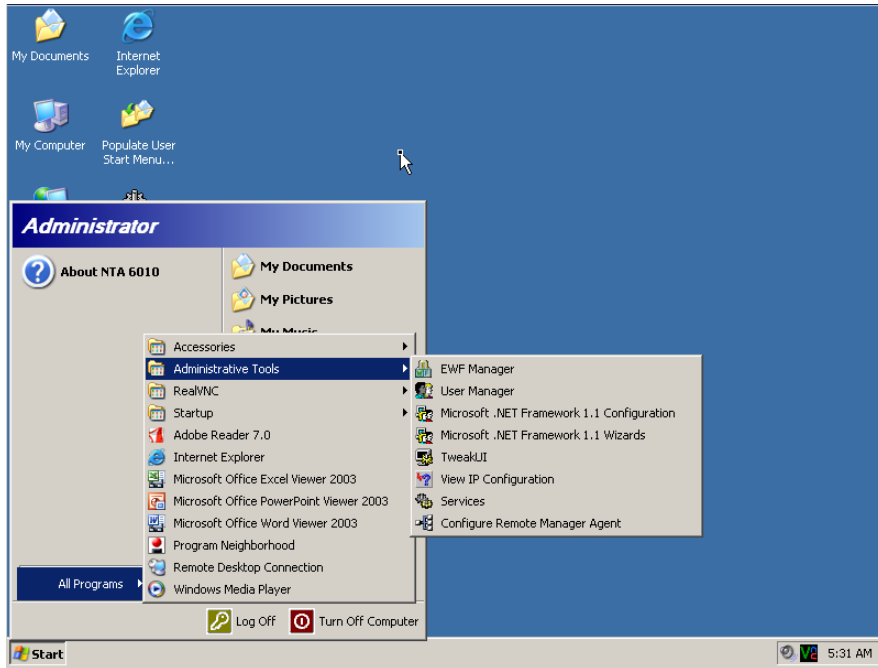 My Documents
Internet
Explorer
My Computer
Populate User
Start Menu...
Administrator
About NTA 6010
My Documents
My Pictures
My Music
Accessories
Administrative Tools
RealVNC
Startup
Adobe Reader 7.0
Internet Explorer
Microsoft Office Excel Viewer 2003
Microsoft Office PowerPoint Viewer 2003
Microsoft Office Word Viewer 2003
Program Neighborhood
Remote Desktop Connection
Windows Media Player
EWF Manager
User Manager
Microsoft .NET Framework 1.1 Configuration
Microsoft .NET Framework 1.1 Wizards
TweakUI
View IP Configuration
Services
Configure Remote Manager Agent
All Programs
Log Off
Turn Off Computer
Start
5:31 AM